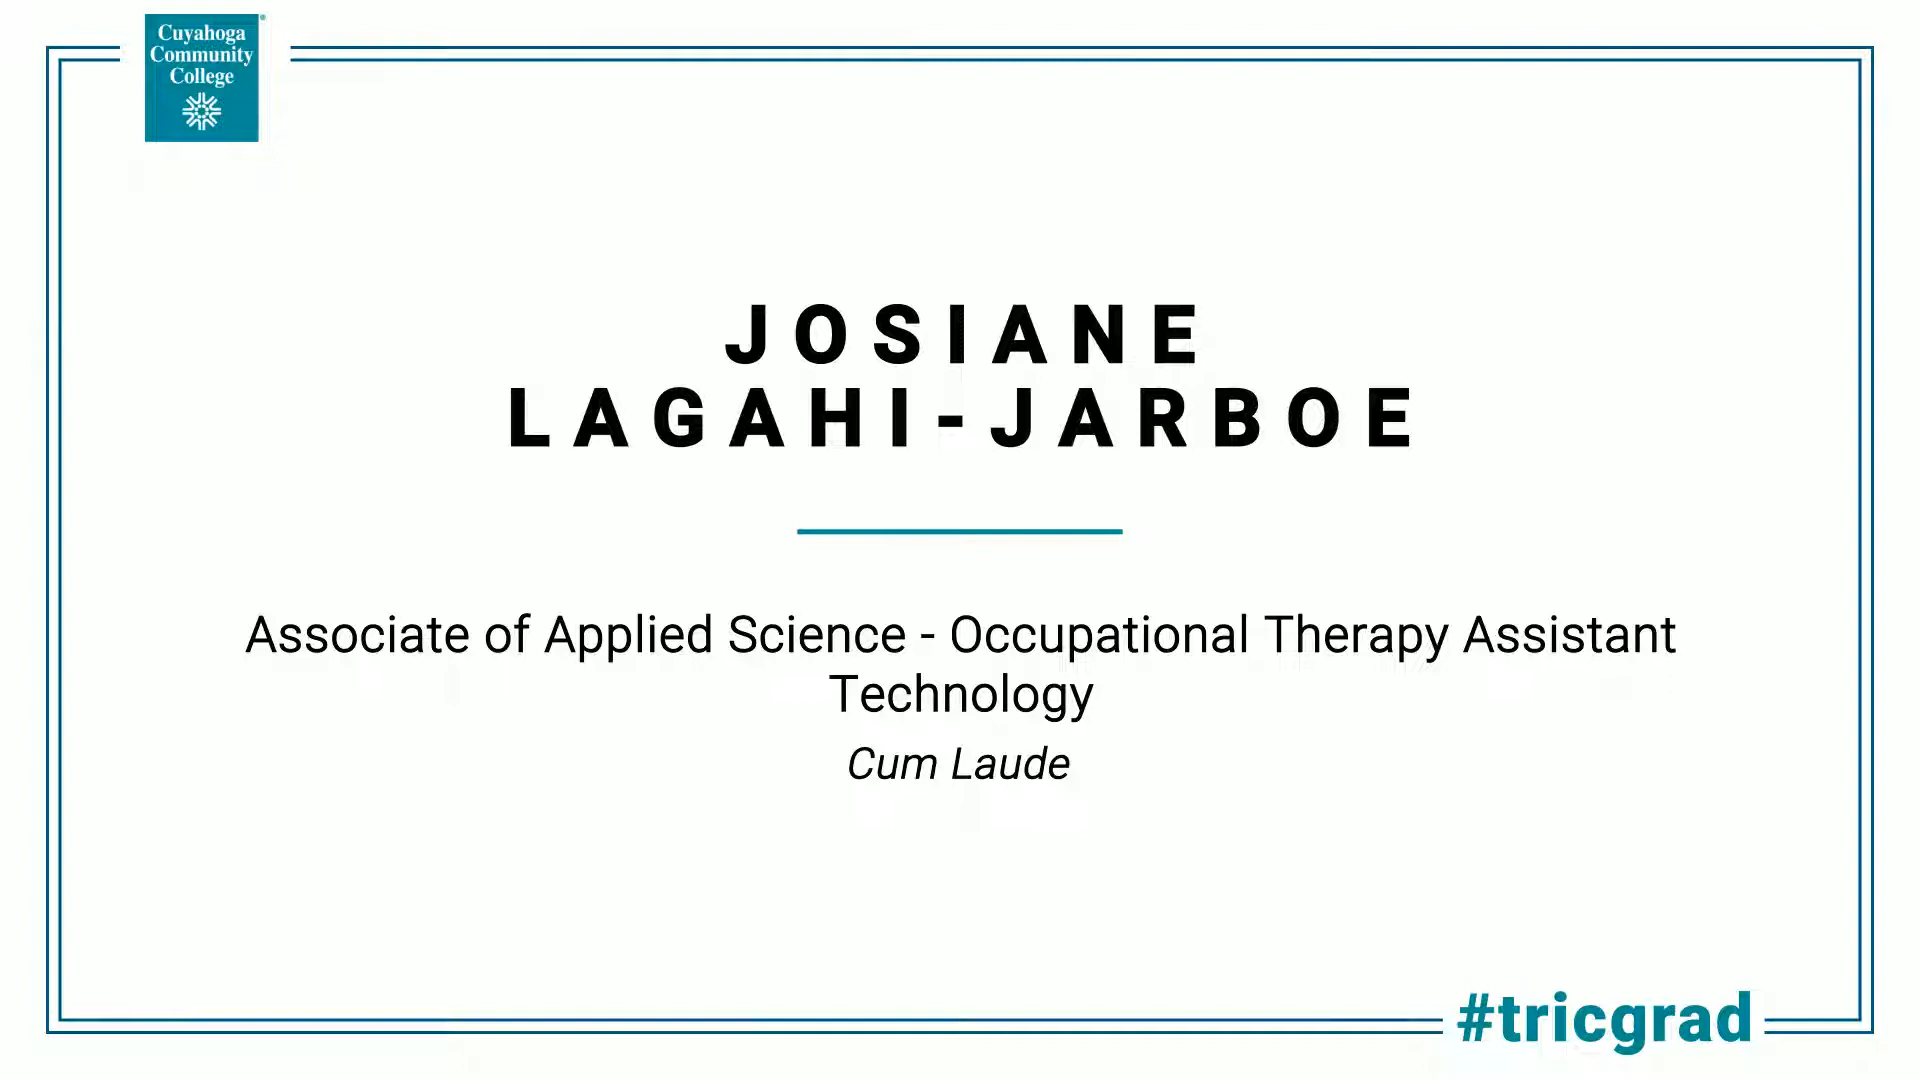 Cuyahoga
Community
College
JOSIANE
LAGAHI-JARBOE
Associate of Applied Science - Occupational Therapy Assistant
Technology
Cum Laude
#tricgrad